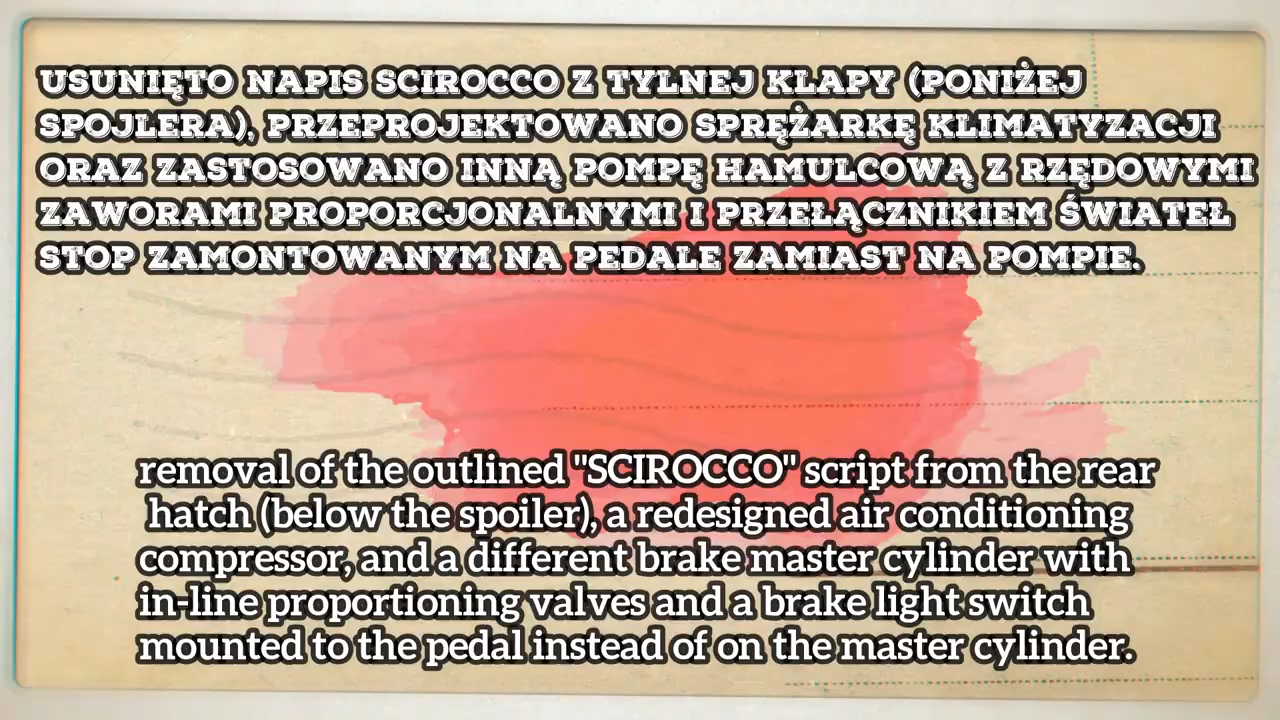 USUNIĘTO NAPIS SCIROCCO Z TYLNEJ KLAPY (PONIŻEJ
SPOJLERA), PRZEPROJEKTOWANO SPRĘŻARKĘ KLIMATYZACJI
ORAZ ZASTOSOWANO INNĄ POMPĘ HAMULCOWĄ Z RZĘDOWYMI
ZAWORAMI PROPORCJONALNYMI I PRZEŁĄCZNIKIEM ŚWIATEŁ
STOP ZAMONTOWANYM NA PEDALE ZAMIAST NA POMPIE.
removal of the outlined "SCIROCCO" script from the rear
hatch (below the spoiler), a redesigned air conditioning
compressor, and a different brake master cylinder with
in-line proportioning valves and a brake light switch
mounted to the pedal instead of on the master cylinder.